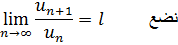 نضع lim_{n→∞} u_{n+1}/u_n = l